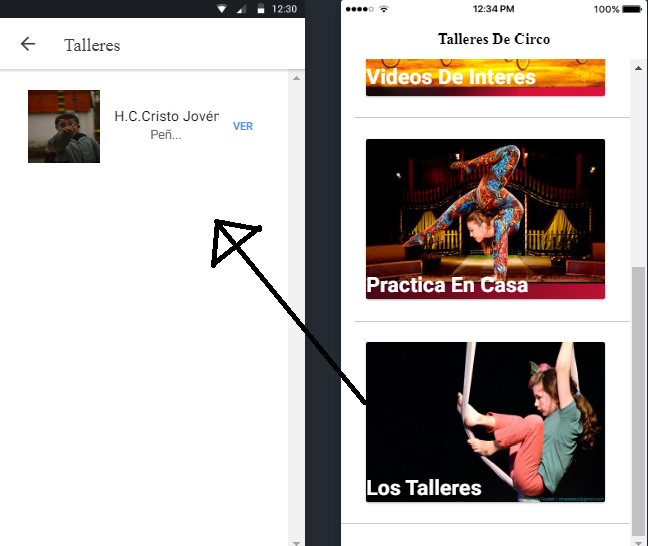 12:30
Talleres
H.C.Cristo Jovén
Peñ...
VER
12:34 PM
100%
Talleres De Circo
Videos De Interes
Practica En Casa
Los Talleres